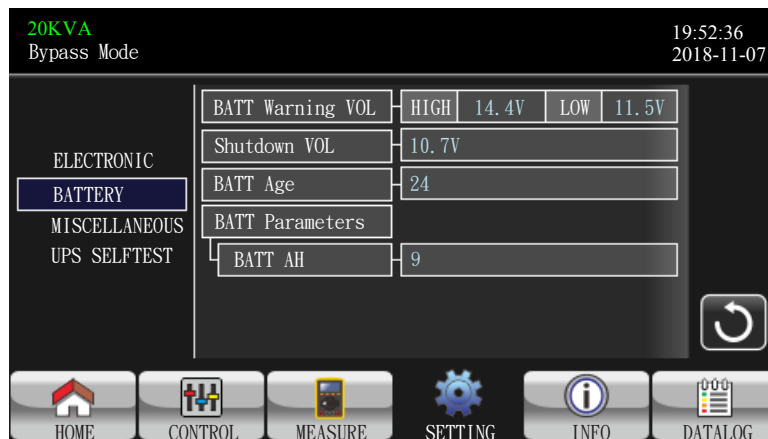 20KVA
19:52:36
Bypass Mode
2018-11-07
BATT Warning VOL HIGH 14.4V LOW 11.5V
Shutdown VOL 10.7V
ELECTRONIC
BATT Age 24
BATTERY
MISCELLANEOUS
BATT Parameters
UPS SELFTEST
BATT AH 9
HOME CONTROL MEASURE SETTING INFO DATALOG